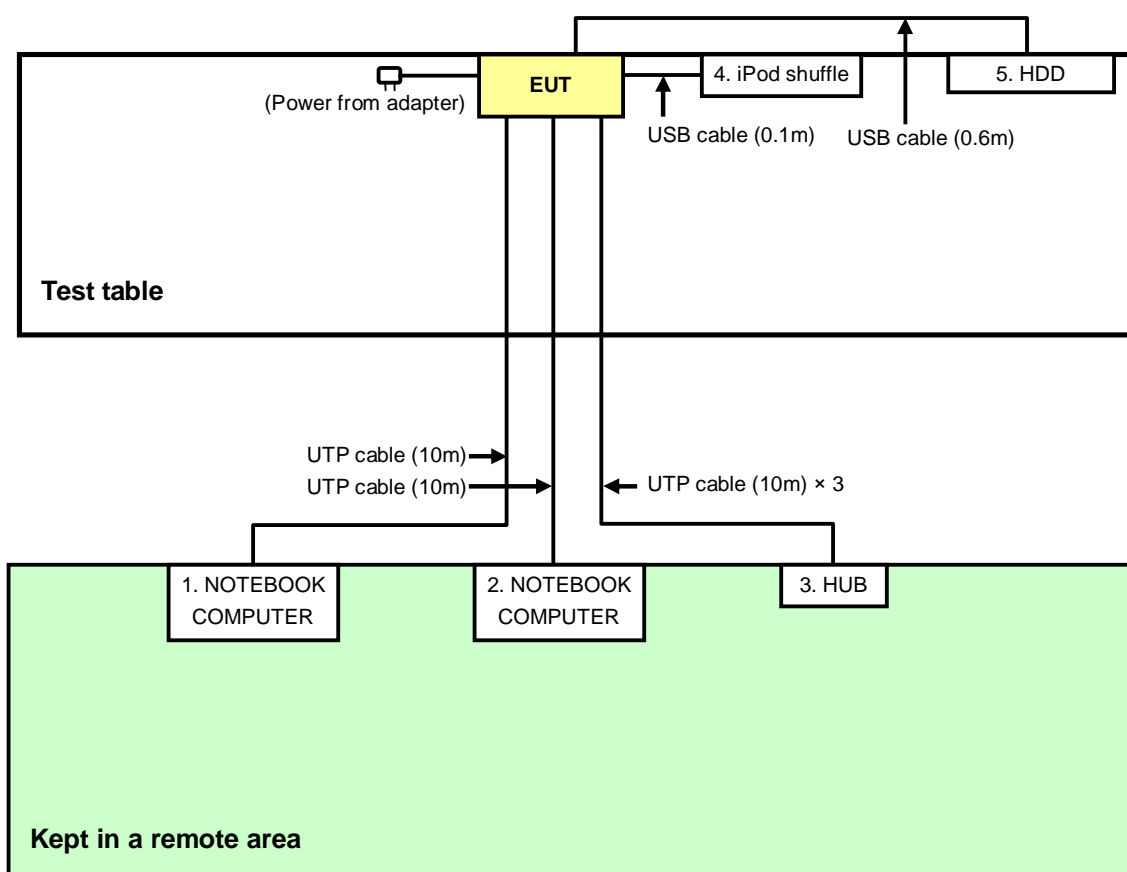 EUT
4. iPod shuffle
5. HDD
(Power from adapter)
USB cable (0.1m)
USB cable (0.6m)
Test table
UTP cable (10m)
UTP cable (10m)
UTP cable (10m) × 3
1. NOTEBOOK
COMPUTER
2. NOTEBOOK
COMPUTER
3. HUB
Kept in a remote area